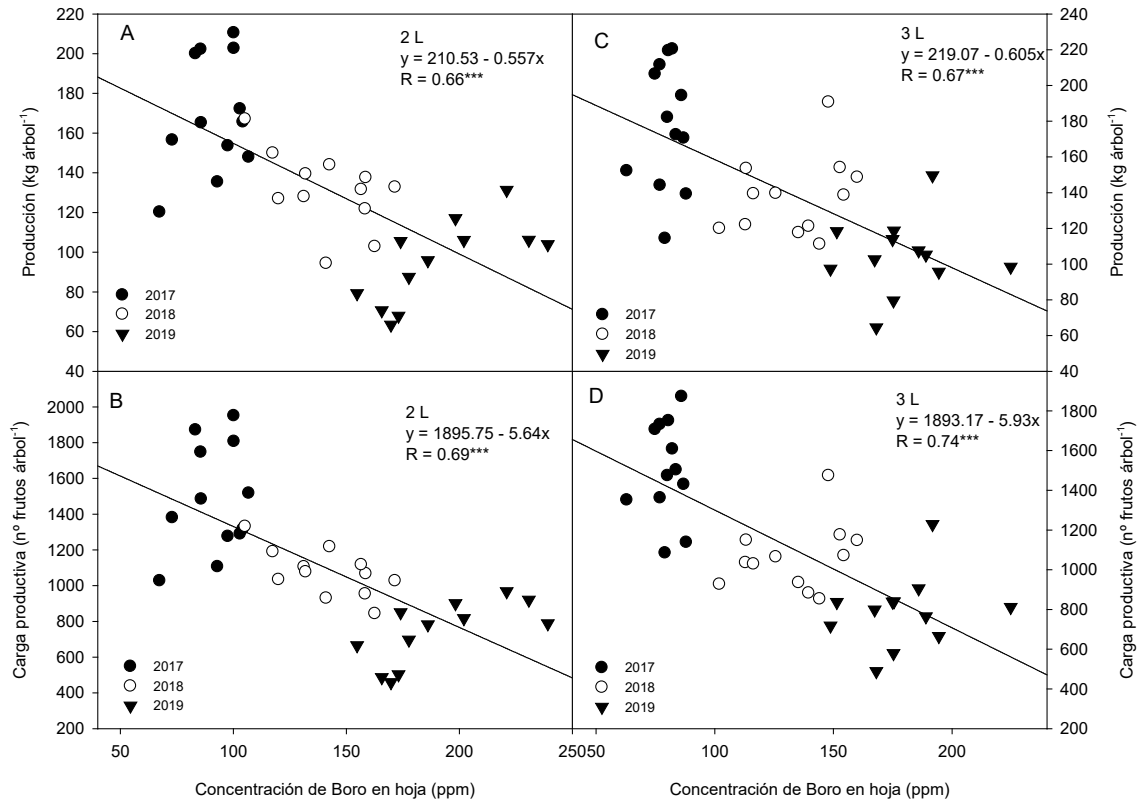 A
2 L
y = 210.53 - 0.557x
R = 0.66***
220
200
180
160
140
120
100
80
60
40
Producción (kg árbol-1)
2017
2018
2019
C
3 L
y = 219.07 - 0.605x
R = 0.67***
240
220
200
180
160
140
120
100
80
60
40
Producción (kg árbol-1)
2017
2018
2019
B
2 L
y = 1895.75 - 5.64x
R = 0.69***
2000
1800
1600
1400
1200
1000
800
600
400
200
Carga productiva (nº frutos árbol-1)
2017
2018
2019
50 100 150 200 250
Concentración de Boro en hoja (ppm)
D
3 L
y = 1893.17 - 5.93x
R = 0.74***
1800
1600
1400
1200
1000
800
600
400
200
Carga productiva (nº frutos árbol-1)
2017
2018
2019
50 100 150 200
Concentración de Boro en hoja (ppm)